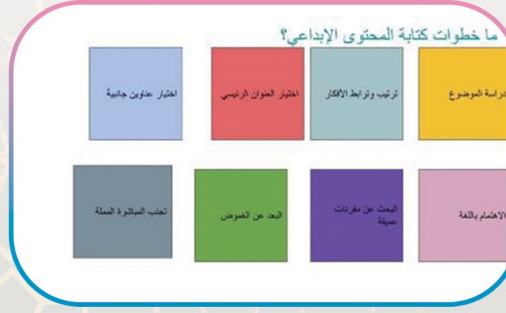 ما خطوات كتابة المحتوى الإبداعي؟
دراسة الموضوع
ترتيب وترابط الأفكار
اختيار العنوان الرئيسي
اختيار عناوين جانبية
الاهتمام باللغة
البحث عن مفردات
عميقة
البعد عن الغموض
تجنب المباشرة المملة